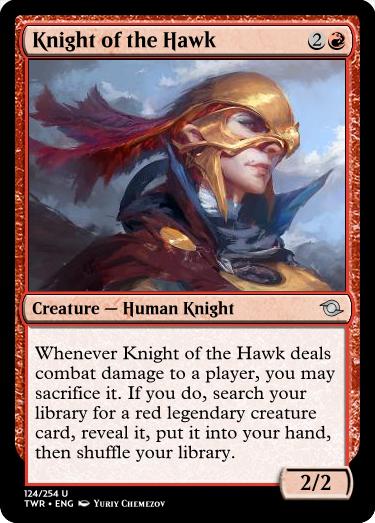 Knight of the Hawk 2
Creature — Human Knight
Whenever Knight of the Hawk deals
combat damage to a player, you may
sacrifice it. If you do, search your
library for a red legendary creature
card, reveal it, put it into your hand,
then shuffle your library.
2/2
124/254 U
TWR • ENG Yuriy Chemezov